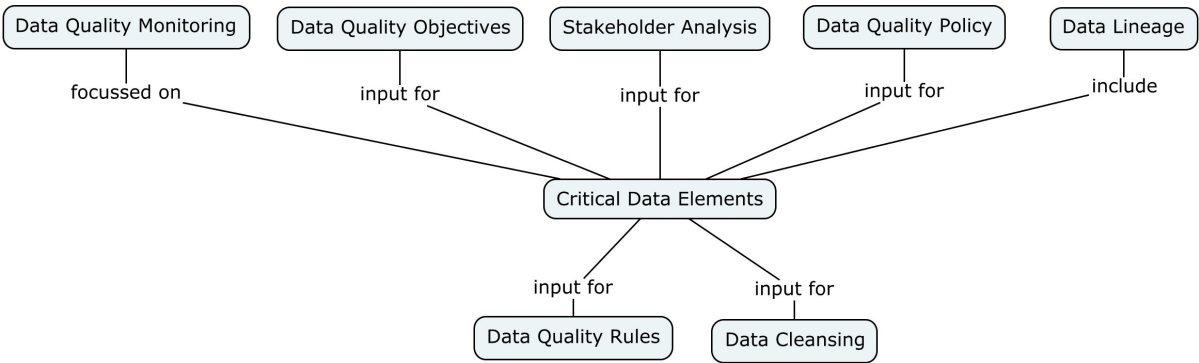 Data Quality Monitoring
Data Quality Objectives
Stakeholder Analysis
Data Quality Policy
Data Lineage
focussed on
input for
input for
input for
include
Critical Data Elements
input for
input for
Data Quality Rules
Data Cleansing